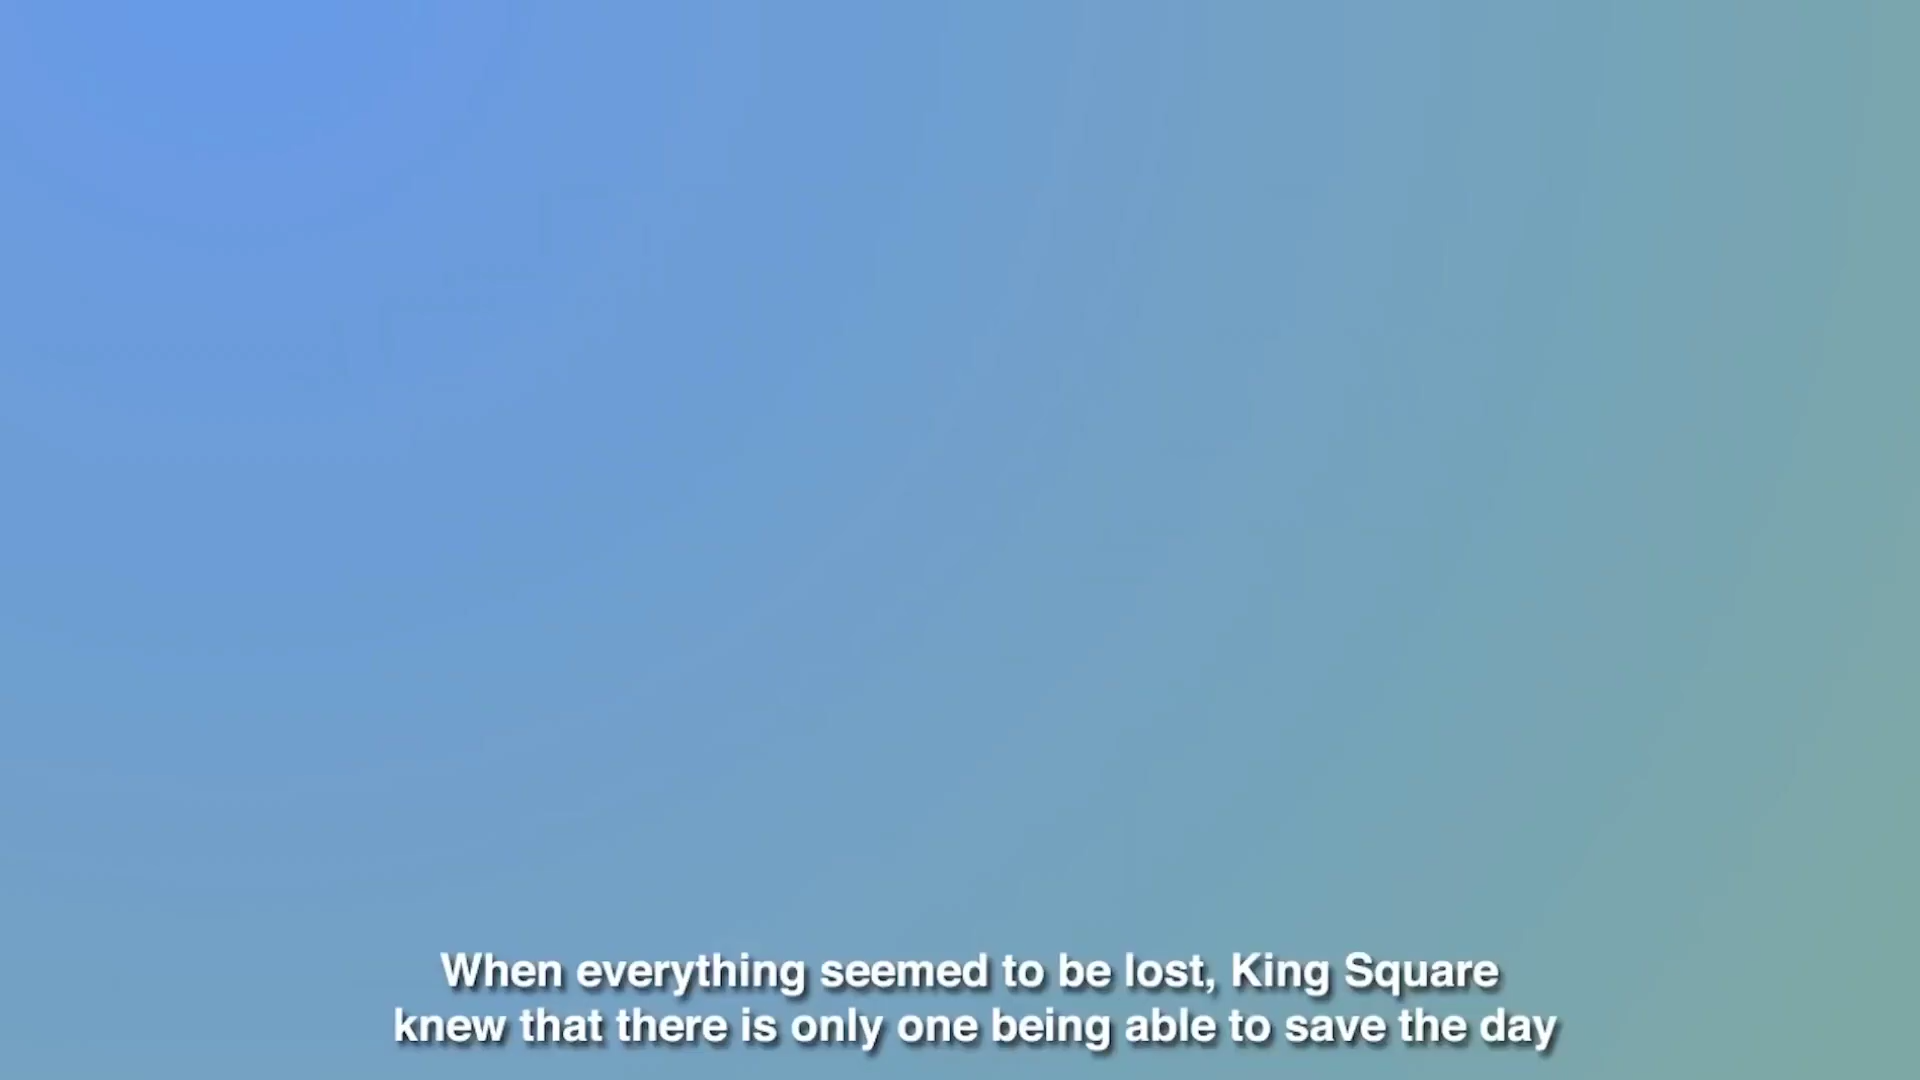 When everything seemed to be lost, King Square
knew that there is only one being able to save the day